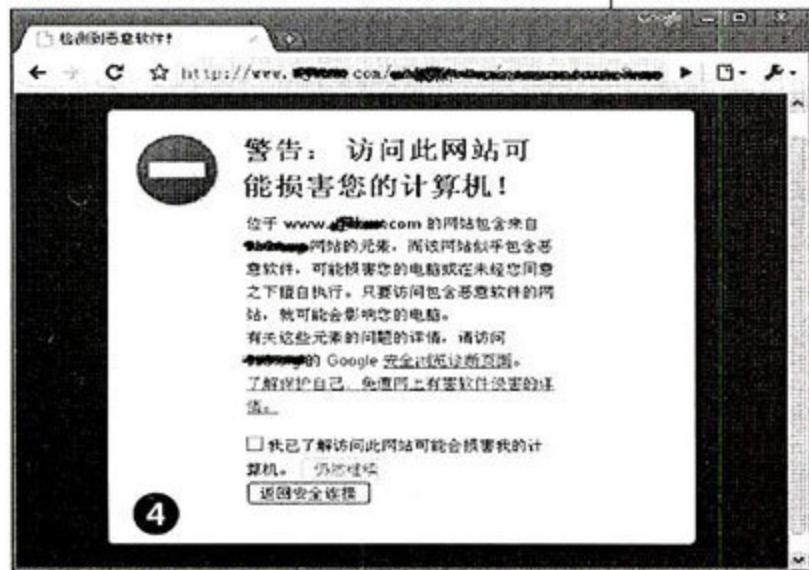 Google
检测到恶意软件!
http://www. com/
警告： 访问此网站可
能损害您的计算机！
位于 www. com 的网站包含来自
网站的元素，而该网站似乎包含恶
意软件，可能损害您的电脑或在未经您同意
之下擅自执行。只要访问包含恶意软件的网
站，就可能会影响您的电脑。
有关这些元素的问题的详情，请访问
的 Google 安全浏览诊断页面。
了解保护自己，免遭网上有害软件侵害的详
情。
我已了解访问此网站可能会损害我的计
算机。 仍然继续
返回安全连接
4